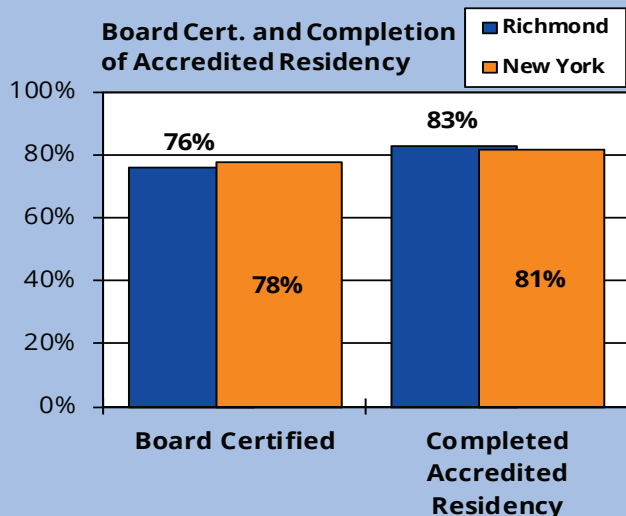 Board Cert. and Completion
of Accredited Residency
Richmond
New York
100%
80%
60%
40%
20%
0%
76%
78%
83%
81%
Board Certified
Completed
Accredited
Residency